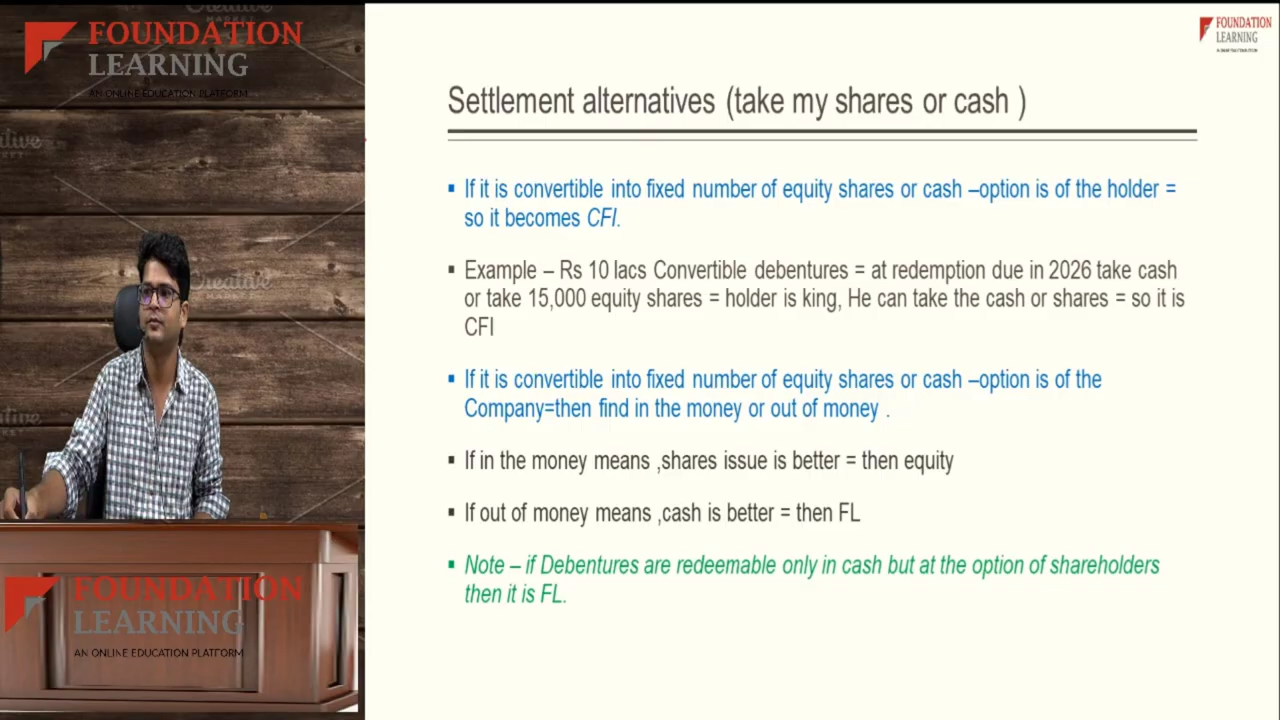 Creative
MARKET
FOUNDATION
LEARNING
AN ONLINE EDUCATION PLATFORM
FOUNDATION
LEARNING
Settlement alternatives (take my shares or cash )
▪ If it is convertible into fixed number of equity shares or cash –option is of the holder =
so it becomes CFI.
▪ Example – Rs 10 lacs Convertible debentures = at redemption due in 2026 take cash
or take 15,000 equity shares = holder is king, He can take the cash or shares = so it is
CFI
▪ If it is convertible into fixed number of equity shares or cash –option is of the
Company=then find in the money or out of money .
▪ If in the money means ,shares issue is better = then equity
▪ If out of money means ,cash is better = then FL
▪ Note – if Debentures are redeemable only in cash but at the option of shareholders
then it is FL.
Creative
FOUNDATION
LEARNING
AN ONLINE EDUCATION PLATFORM